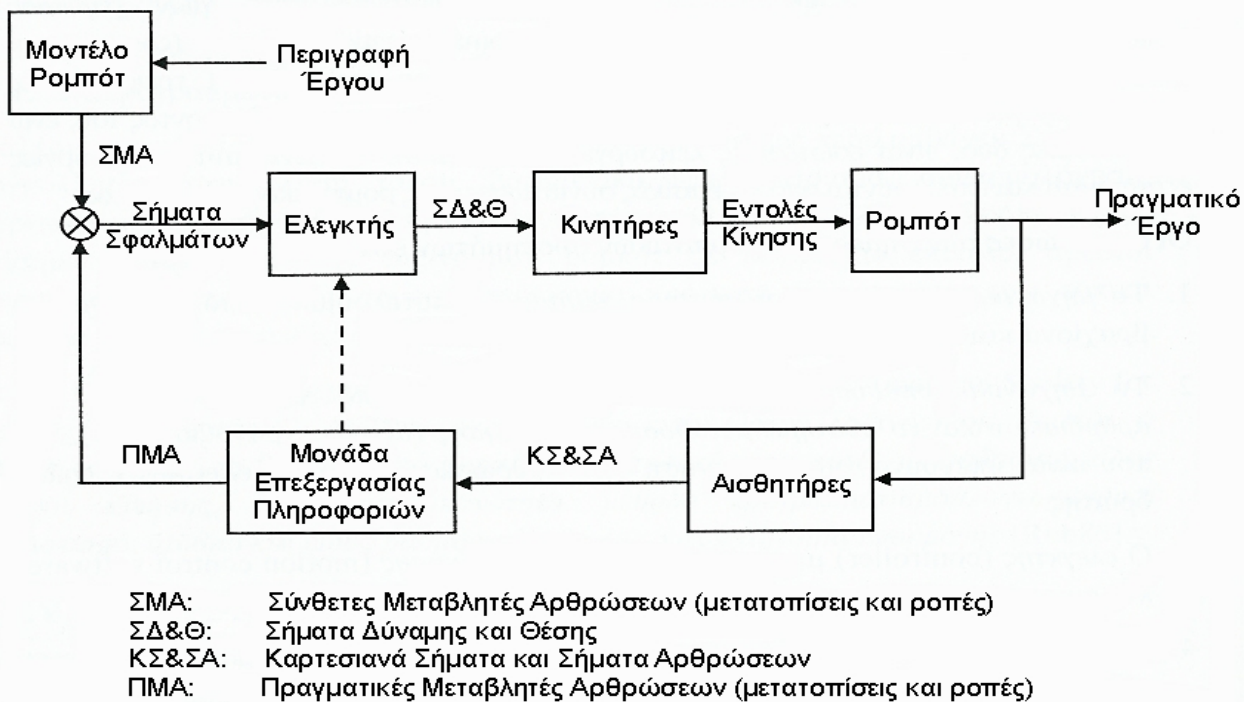 Μοντέλο
Ρομπότ
Περιγραφή
Έργου
ΣΜΑ
Σήματα
Σφαλμάτων
Ελεγκτής
ΣΔ&Θ
Κινητήρες
Εντολές
Κίνησης
Ρομπότ
Πραγματικό
Έργο
ΠΜΑ
Μονάδα
Επεξεργασίας
Πληροφοριών
ΚΣ&ΣΑ
Αισθητήρες
ΣΜΑ: Σύνθετες Μεταβλητές Αρθρώσεων (μετατοπίσεις και ροπές)
ΣΔ&Θ: Σήματα Δύναμης και Θέσης
ΚΣ&ΣΑ: Καρτεσιανά Σήματα και Σήματα Αρθρώσεων
ΠΜΑ: Πραγματικές Μεταβλητές Αρθρώσεων (μετατοπίσεις και ροπές)